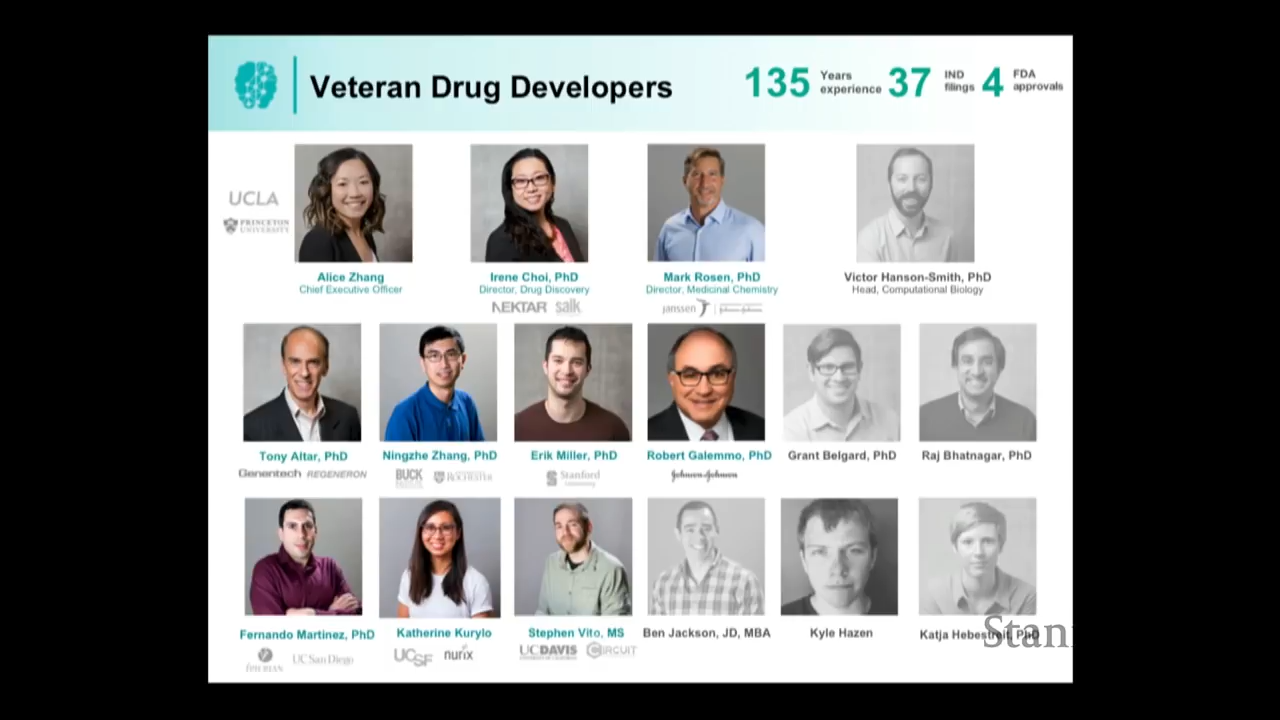 Veteran Drug Developers
135 Years experience 37 IND filings 4 FDA approvals
UCLA
PRINCETON UNIVERSITY
Alice Zhang
Chief Executive Officer
Irene Choi, PhD
Director, Drug Discovery
NEKTAR salk
Mark Rosen, PhD
Director, Medicinal Chemistry
janssen Johnson & Johnson
Victor Hanson-Smith, PhD
Head, Computational Biology
Tony Altar, PhD
Genentech REGENERON
Ningzhe Zhang, PhD
BUCK ROCHESTER
Erik Miller, PhD
Stanford University
Robert Galemmo, PhD
Johnson & Johnson
Grant Belgard, PhD
Raj Bhatnagar, PhD
Fernando Martinez, PhD
UC San Diego
Katherine Kurylo
UCSF nurix
Stephen Vito, MS
UCDAVIS CIRCUIT
Ben Jackson, JD, MBA
Kyle Hazen
Katja Hebestreit, PhD
Stan